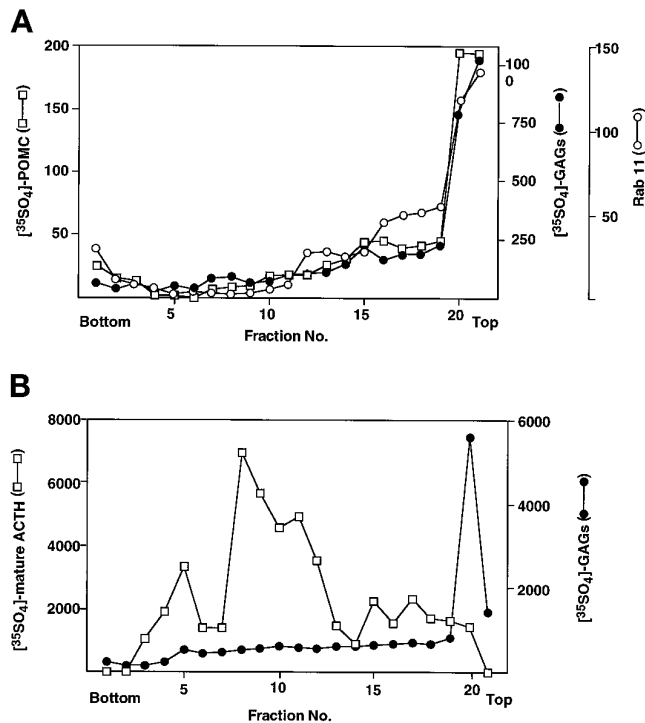 A
200
150
100
50
[35SO4]-POMC (□—□)
100
0
750
500
250
[35SO4]-GAGs (●—●)
150
100
50
Rab 11 (○—○)
5
10
15
20
Bottom
Top
Fraction No.
B
8000
6000
4000
2000
[35SO4]-mature ACTH (□—□)
6000
4000
2000
[35SO4]-GAGs (●—●)
5
10
15
20
Bottom
Top
Fraction No.